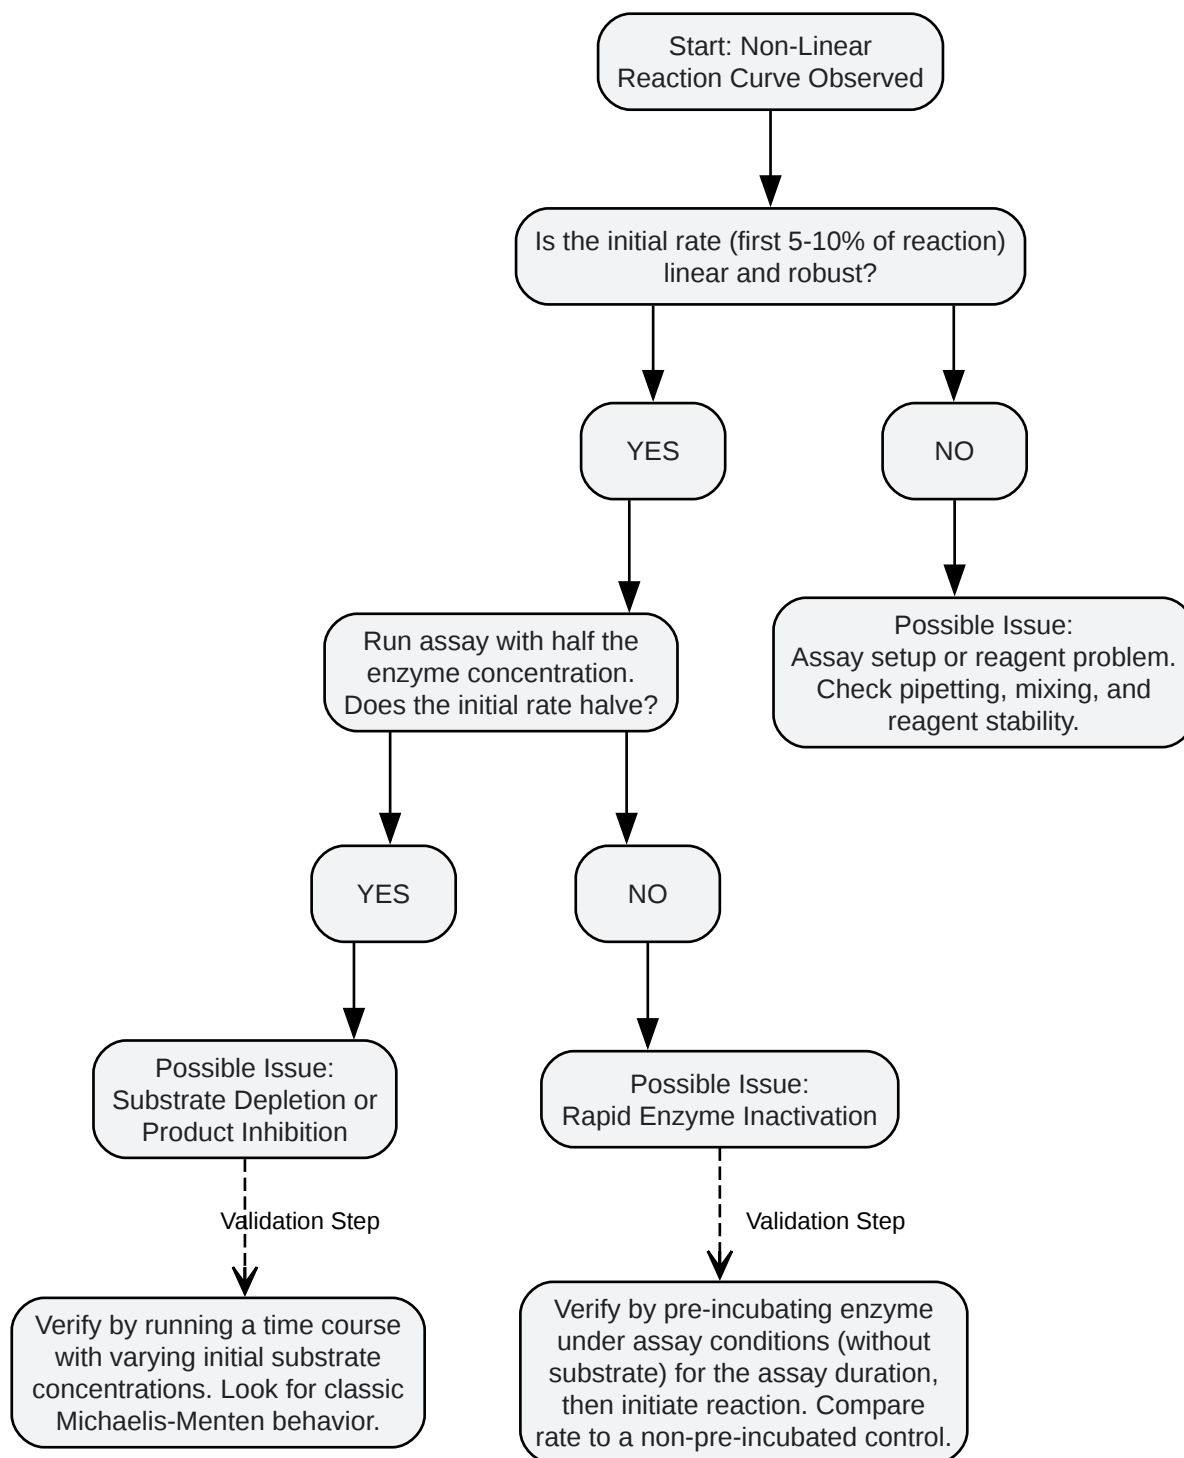 Start: Non-Linear
Reaction Curve Observed
Is the initial rate (first 5-10% of reaction)
linear and robust?
YES
NO
Run assay with half the
enzyme concentration.
Does the initial rate halve?
Possible Issue:
Assay setup or reagent problem.
Check pipetting, mixing, and
reagent stability.
YES
NO
Possible Issue:
Substrate Depletion or
Product Inhibition
Possible Issue:
Rapid Enzyme Inactivation
Validation Step
Validation Step
Verify by running a time course
with varying initial substrate
concentrations. Look for classic
Michaelis-Menten behavior.
Verify by pre-incubating enzyme
under assay conditions (without
substrate) for the assay duration,
then initiate reaction. Compare
rate to a non-pre-incubated control.